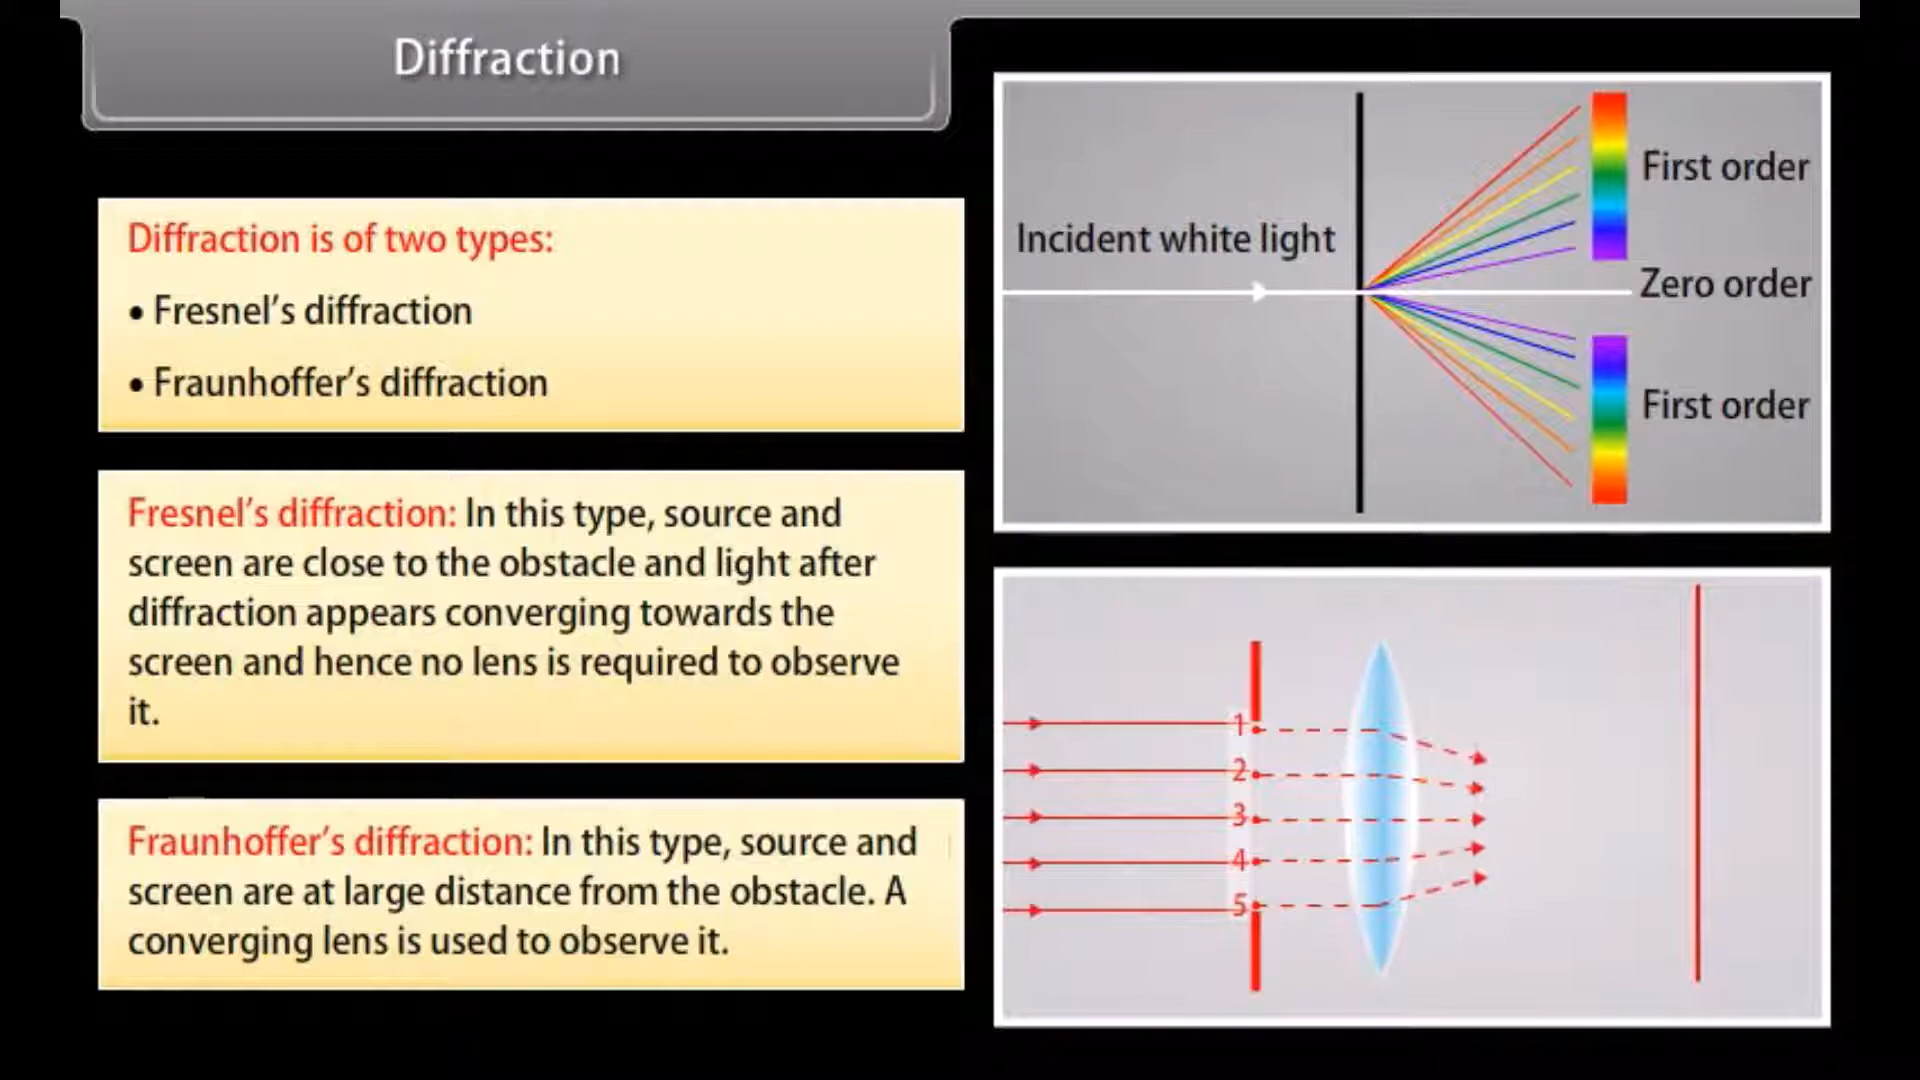 Diffraction
Diffraction is of two types:
• Fresnel’s diffraction
• Fraunhoffer’s diffraction
Fresnel’s diffraction: In this type, source and
screen are close to the obstacle and light after
diffraction appears converging towards the
screen and hence no lens is required to observe
it.
Fraunhoffer’s diffraction: In this type, source and
screen are at large distance from the obstacle. A
converging lens is used to observe it.
First order
Incident white light
Zero order
First order
1
2
3
4
5